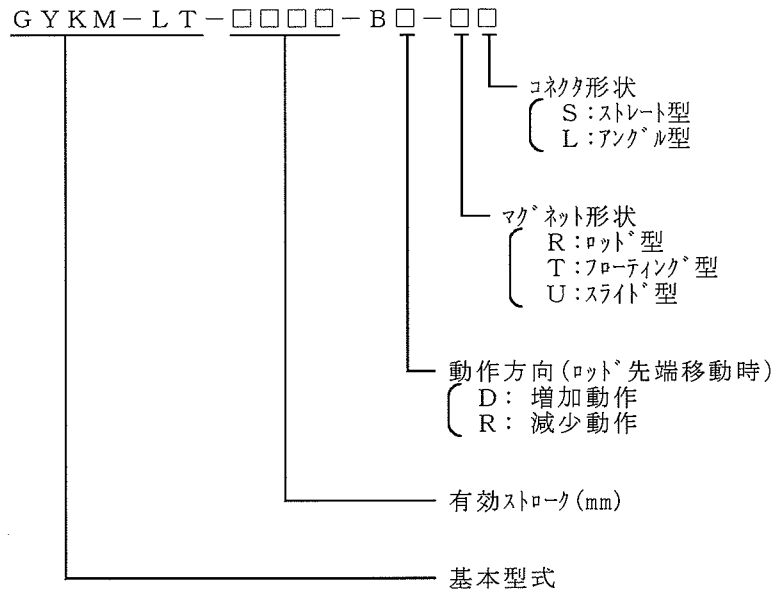 GYKM-LT-□□□□-B□-□□
コネクタ形状
S:ストレート型
L:アングル型
マグネット形状
R:ロッド型
T:フローティング型
U:スライド型
動作方向(ロッド先端移動時)
D: 増加動作
R: 減少動作
有効ストローク(mm)
基本型式